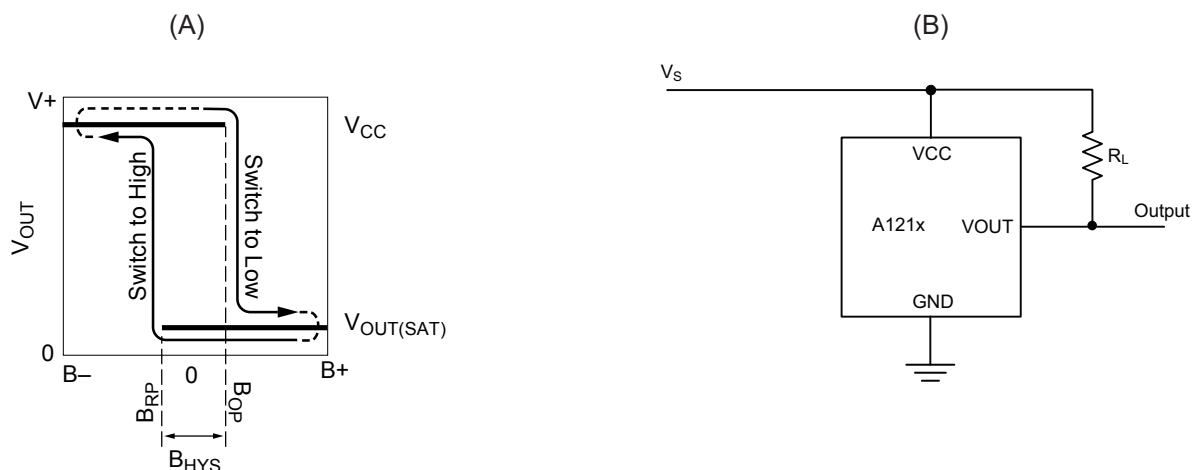 (A)
V+
VCC
Switch to High
Switch to Low
VOUT
VOUT(SAT)
0
B–
0
B+
BRP
BOP
BHYS
(B)
VS
VCC
RL
A121x
VOUT
Output
GND